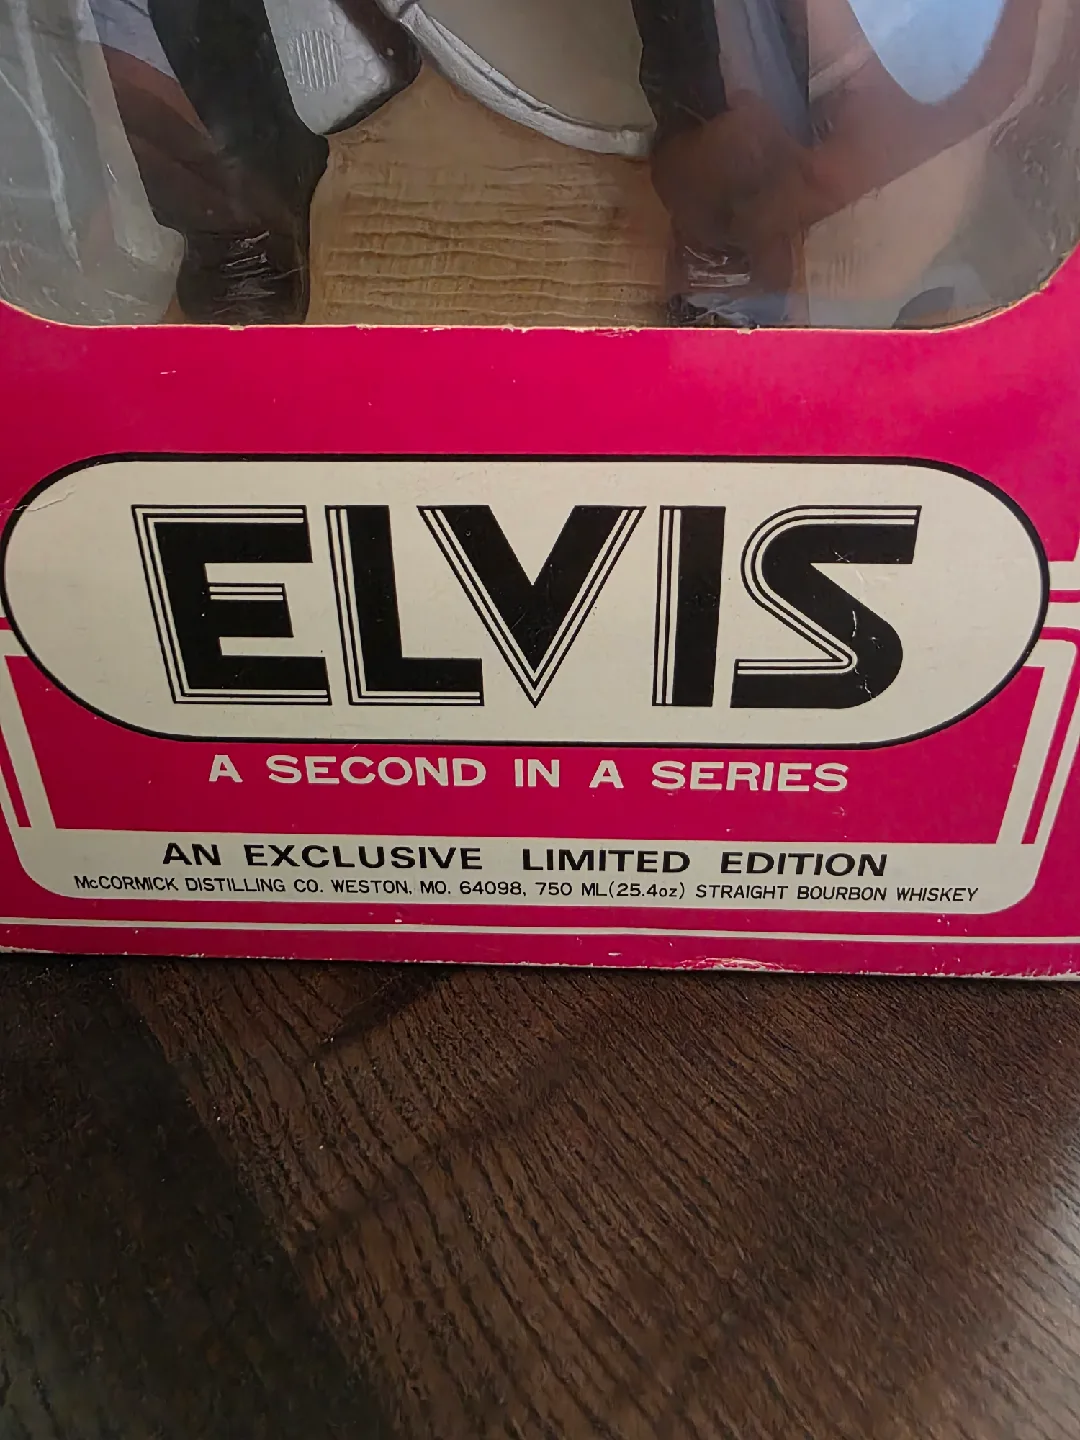 ELVIS
A SECOND IN A SERIES
AN EXCLUSIVE LIMITED EDITION
McCORMICK DISTILLING CO. WESTON, MO. 64098, 750 ML(25.4oz) STRAIGHT BOURBON WHISKEY